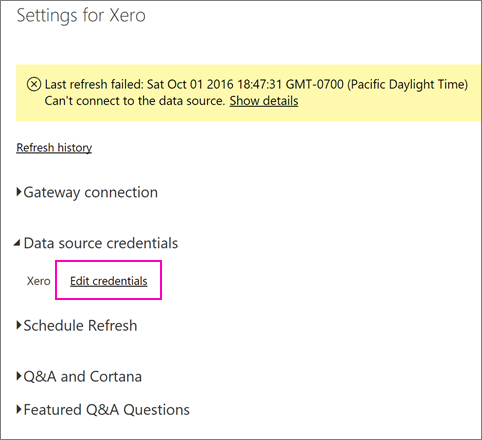 Settings for Xero
Last refresh failed: Sat Oct 01 2016 18:47:31 GMT-0700 (Pacific Daylight Time)
Can't connect to the data source. Show details
Refresh history
Gateway connection
Data source credentials
Xero Edit credentials
Schedule Refresh
Q&A and Cortana
Featured Q&A Questions